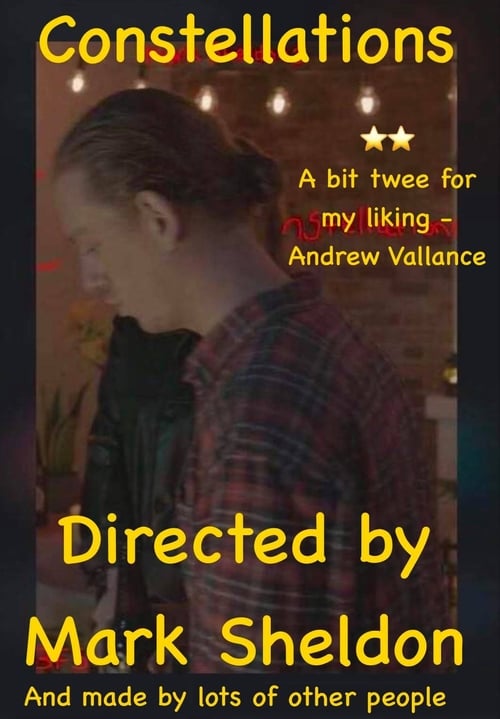 Constellations
⭐⭐
A bit twee for
my liking -
Andrew Vallance
Directed by
Mark Sheldon
And made by lots of other people